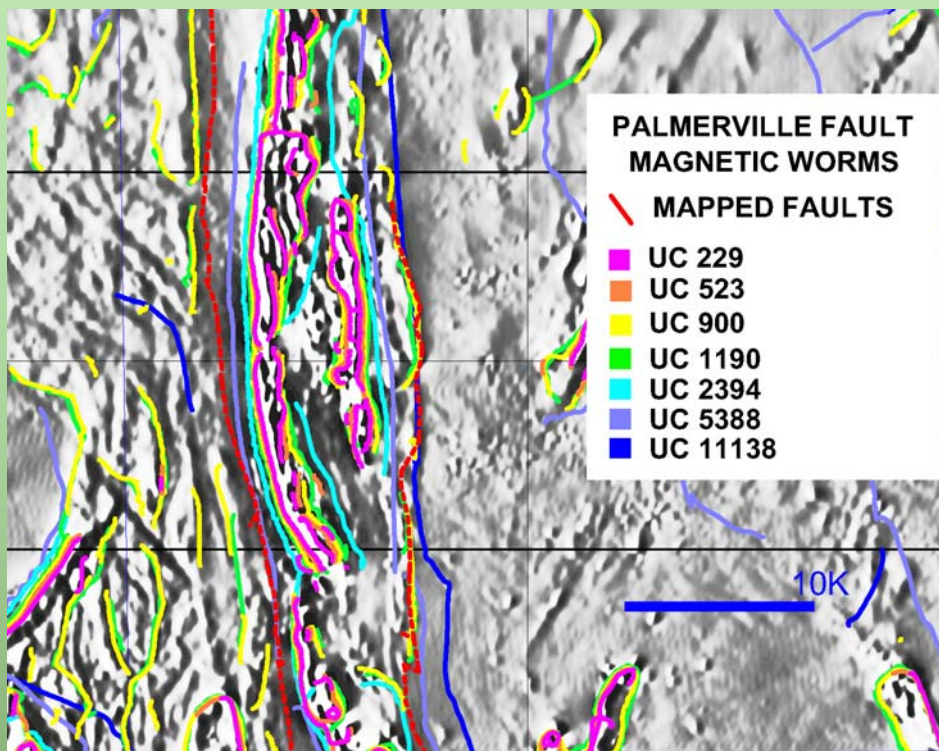 PALMERVILLE FAULT
MAGNETIC WORMS
MAPPED FAULTS
UC 229
UC 523
UC 900
UC 1190
UC 2394
UC 5388
UC 11138
10K